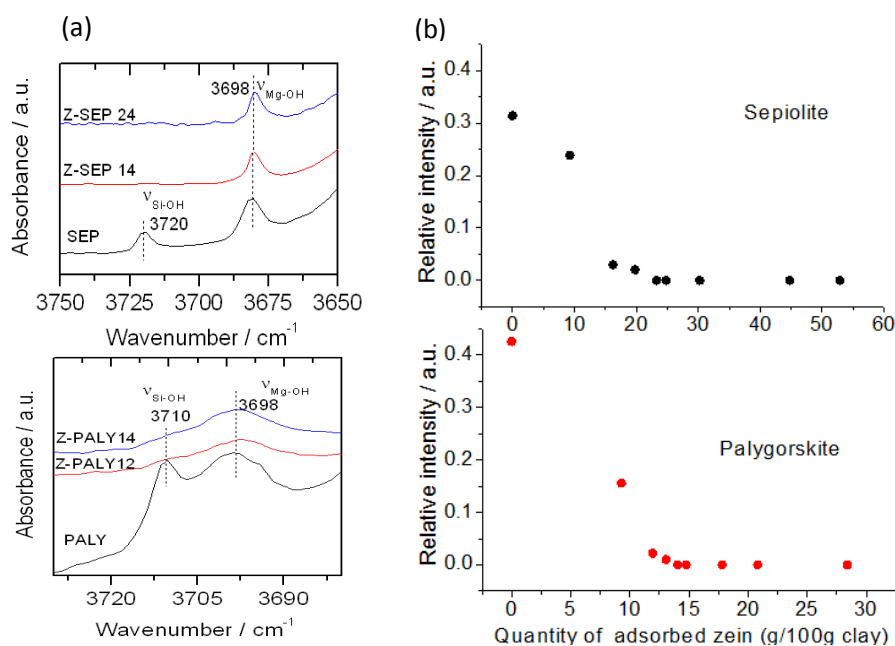 (a)
Absorbance / a.u.
3698 νMg-OH
Z-SEP 24
Z-SEP 14
νSi-OH
3720
SEP
3750 3725 3700 3675 3650
Wavenumber / cm-1
Absorbance / a.u.
νSi-OH νMg-OH
3710 3698
Z-PALY14
Z-PALY12
PALY
3720 3705 3690
Wavenumber / cm-1
(b)
Relative intensity / a.u.
0.4
0.3
0.2
0.1
0.0
Sepiolite
0 10 20 30 40 50 60
Relative intensity / a.u.
0.4
0.3
0.2
0.1
0.0
Palygorskite
0 5 10 15 20 25 30
Quantity of adsorbed zein (g/100g clay)